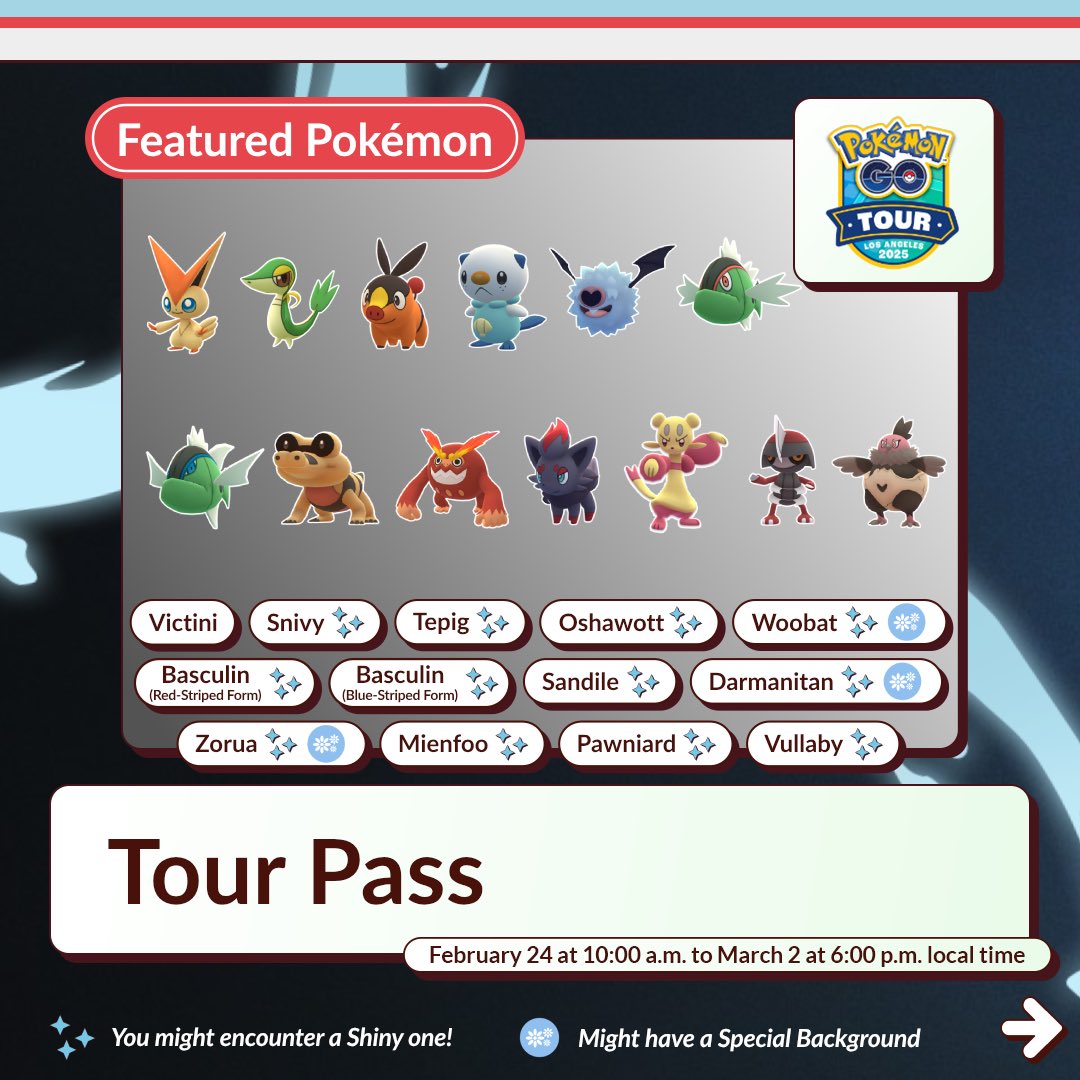 Featured Pokémon
POKÉMON
GO
TOUR
LOS ANGELES
2025
Victini
Snivy
Tepig
Oshawott
Woobat
Basculin
(Red-Striped Form)
Basculin
(Blue-Striped Form)
Sandile
Darmanitan
Zorua
Mienfoo
Pawniard
Vullaby
Tour Pass
February 24 at 10:00 a.m. to March 2 at 6:00 p.m. local time
You might encounter a Shiny one!
Might have a Special Background